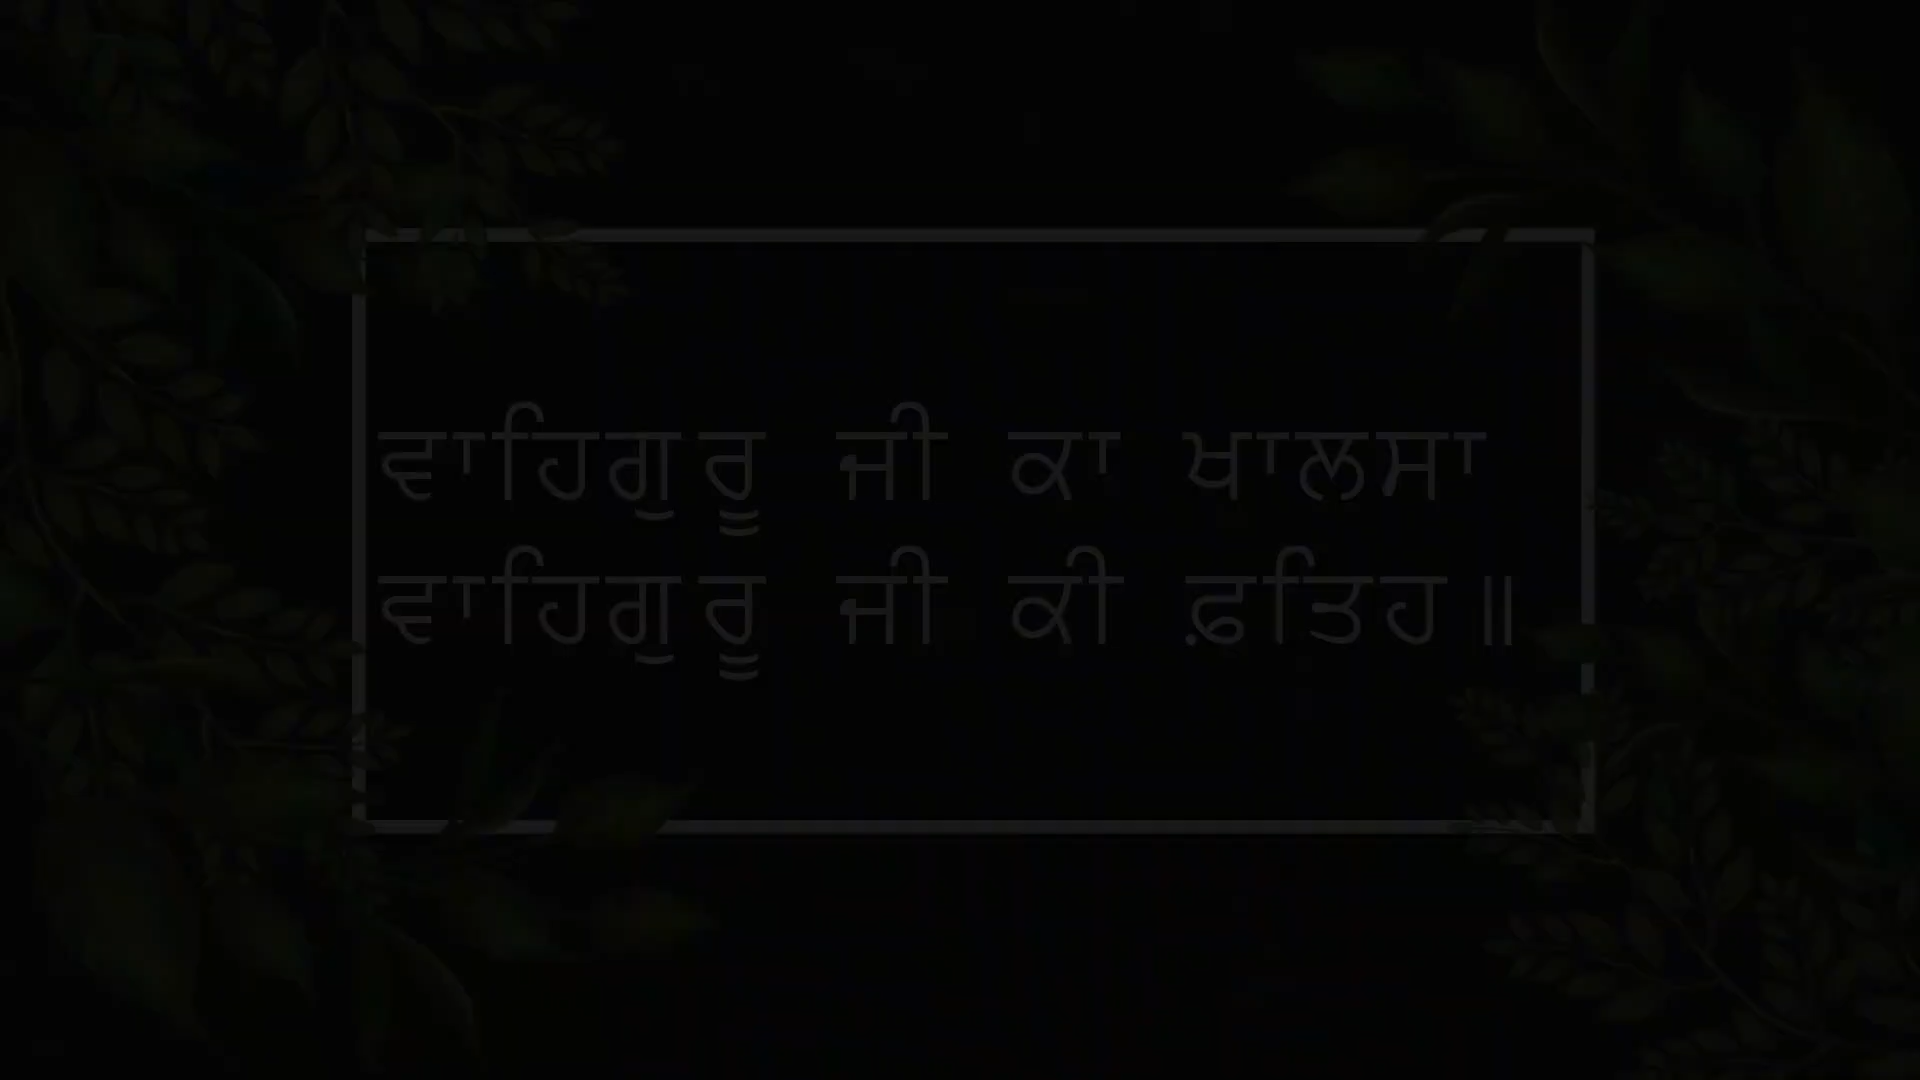 ਵਾਹਿਗੁਰੂ ਜੀ ਕਾ ਖਾਲਸਾ
ਵਾਹਿਗੁਰੂ ਜੀ ਕੀ ਫ਼ਤਿਹ॥